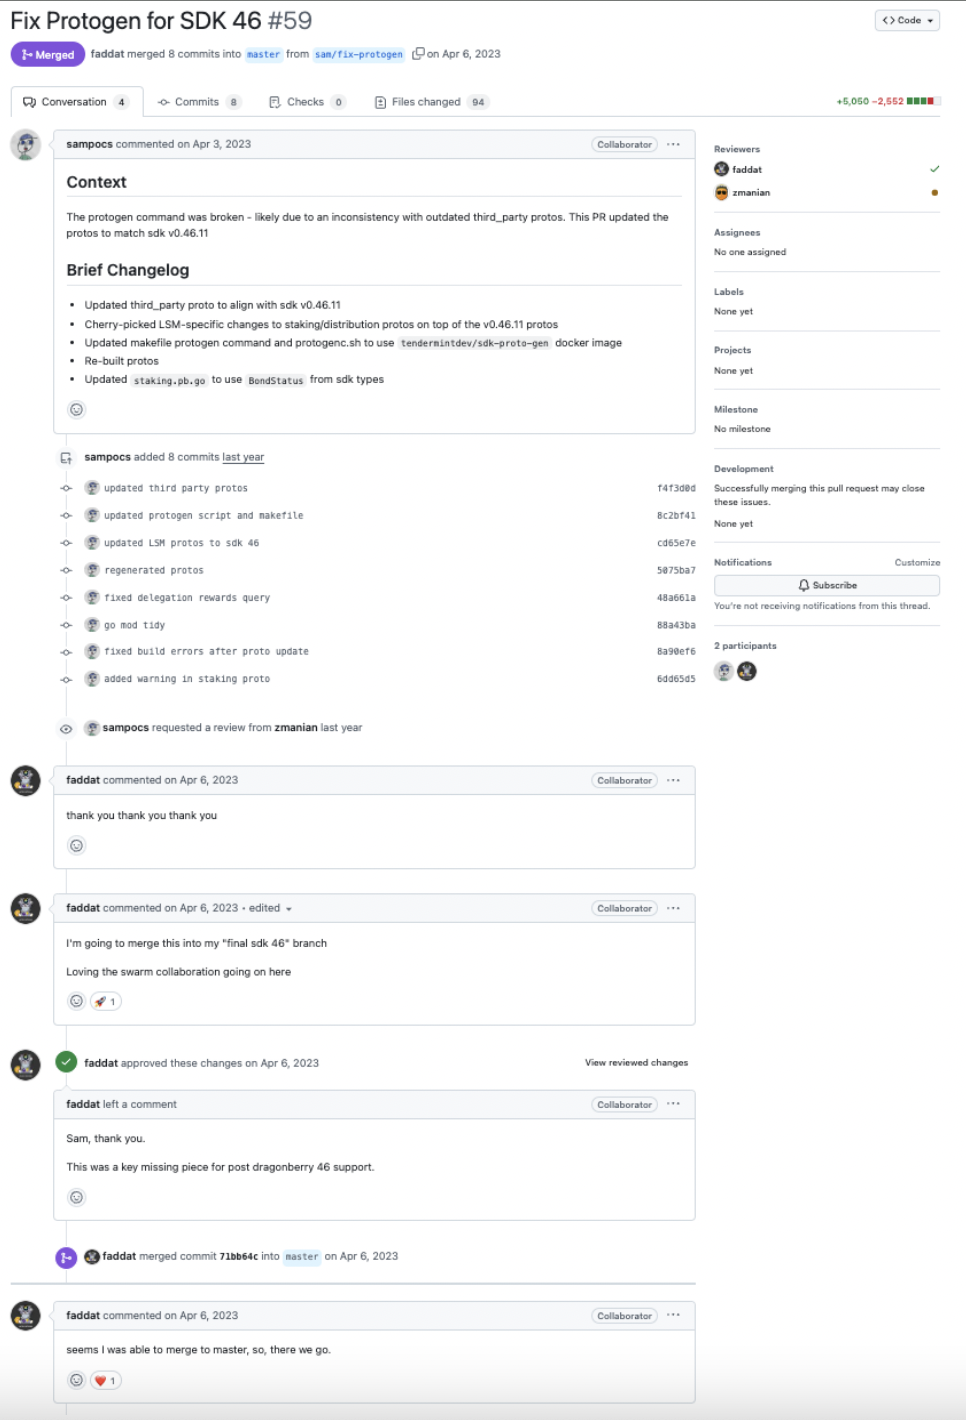 Fix Protogen for SDK 46 #59
Code
Merged faddat merged 8 commits into master from sam/fix-protogen on Apr 6, 2023
Conversation 4 Commits 8 Checks 0 Files changed 94 +5,050 −2,552
sampocs commented on Apr 3, 2023 Collaborator
Context
The protogen command was broken - likely due to an inconsistency with outdated third_party protos. This PR updated the
protos to match sdk v0.46.11
Brief Changelog
• Updated third_party proto to align with sdk v0.46.11
• Cherry-picked LSM-specific changes to staking/distribution protos on top of the v0.46.11 protos
• Updated makefile protogen command and protogenc.sh to use tendermintdev/sdk-proto-gen docker image
• Re-built protos
• Updated staking.pb.go to use BondStatus from sdk types
sampocs added 8 commits last year
updated third party protos f4f3d0d
updated protogen script and makefile 8c2bf41
updated LSM protos to sdk 46 cd65e7e
regenerated protos 5075ba7
fixed delegation rewards query 48a661a
go mod tidy 88a43ba
fixed build errors after proto update 8a90ef6
added warning in staking proto 6dd65d5
sampocs requested a review from zmanian last year
faddat commented on Apr 6, 2023 Collaborator
thank you thank you thank you
faddat commented on Apr 6, 2023 • edited Collaborator
I'm going to merge this into my "final sdk 46" branch
Loving the swarm collaboration going on here
🚀 1
faddat approved these changes on Apr 6, 2023 View reviewed changes
faddat left a comment Collaborator
Sam, thank you.
This was a key missing piece for post dragonberry 46 support.
faddat merged commit 71bb64c into master on Apr 6, 2023
faddat commented on Apr 6, 2023 Collaborator
seems I was able to merge to master, so, there we go.
❤️ 1
Reviewers
faddat
zmanian
Assignees
No one assigned
Labels
None yet
Projects
None yet
Milestone
No milestone
Development
Successfully merging this pull request may close
these issues.
None yet
Notifications Customize
Subscribe
You're not receiving notifications from this thread.
2 participants